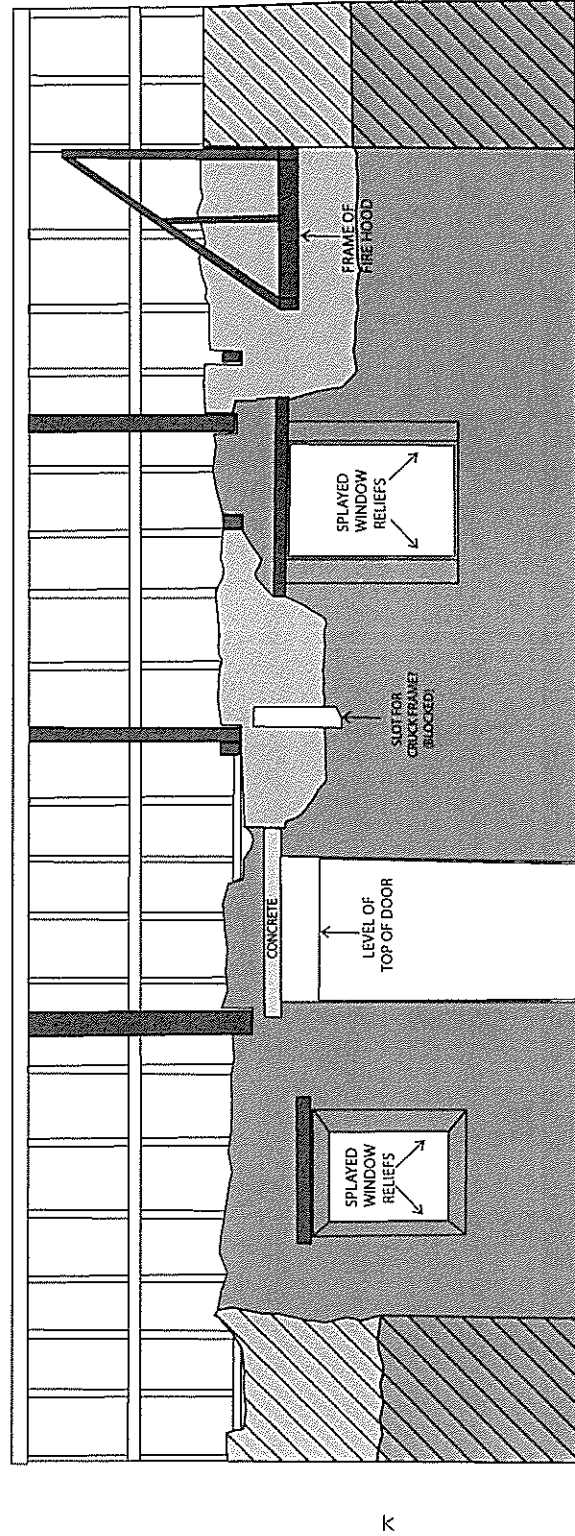 SPLAYED
WINDOW
RELIEFS
CONCRETE
LEVEL OF
TOP OF DOOR
SLOT FOR
CRUCK FRAME?
(BLOCKED)
SPLAYED
WINDOW
RELIEFS
FRAME OF
FIRE HOOD
K